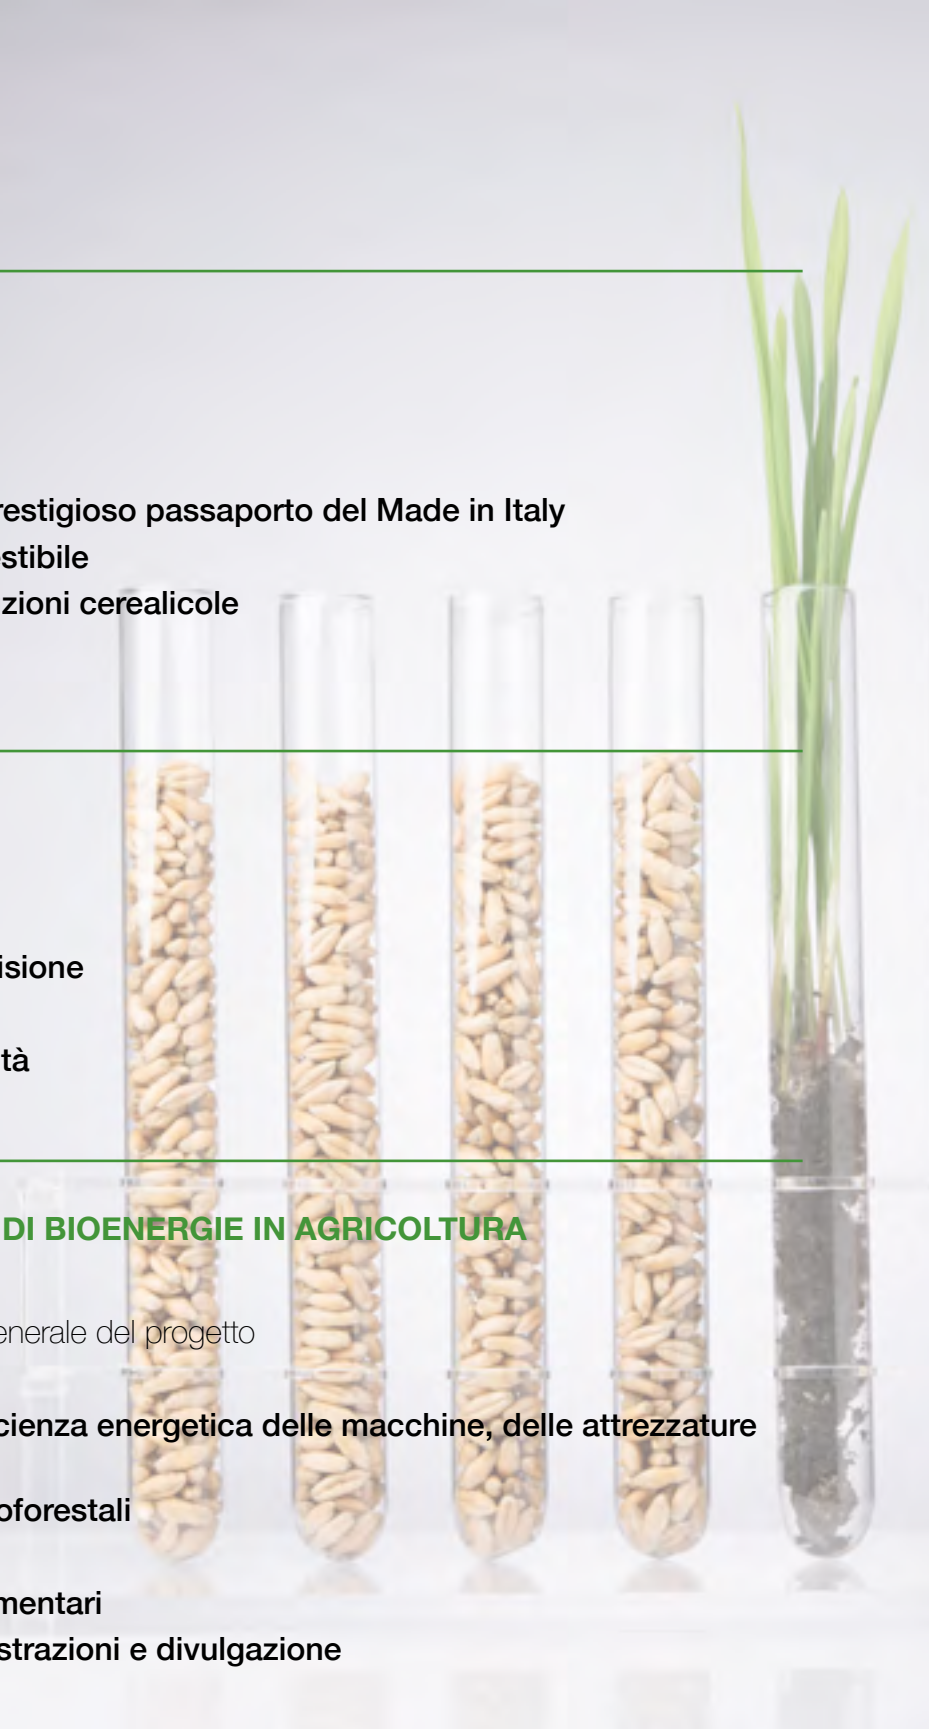 restigioso passaporto del Made in Italy
stibile
zioni cerealicole
isione
tà
DI BIOENERGIE IN AGRICOLTURA
enerale del progetto
cienza energetica delle macchine, delle attrezzature
oforestali
mentari
strazioni e divulgazione